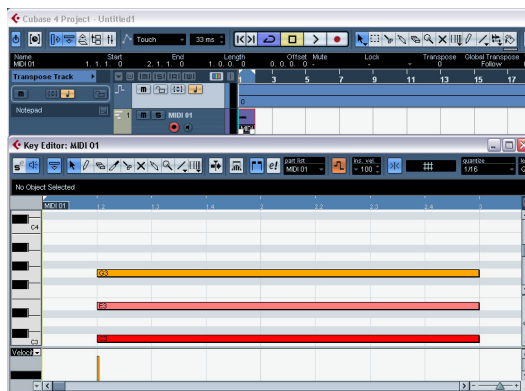 Cubase 4 Project - Untitled1
Touch 33 ms
Name Start End Length Offset Mute Lock Transpose Global Transpose
MIDI 01 1. 1. 1. 0 2. 1. 1. 0 1. 0. 0. 0 0. 0. 0. 0 - - 0 Follow
Transpose Track
m S R W
1 3 5 7 9 11 13 15 17
m
0
Notepad
1 m S MIDI 01
Key Editor: MIDI 01
part list ins. vel. quantize
MIDI 01 100 1/16
No Object Selected
MIDI 01 1.2 1.3 1.4 2 2.2 2.3 2.4 3
C4
G3
E3
C3
Velocit